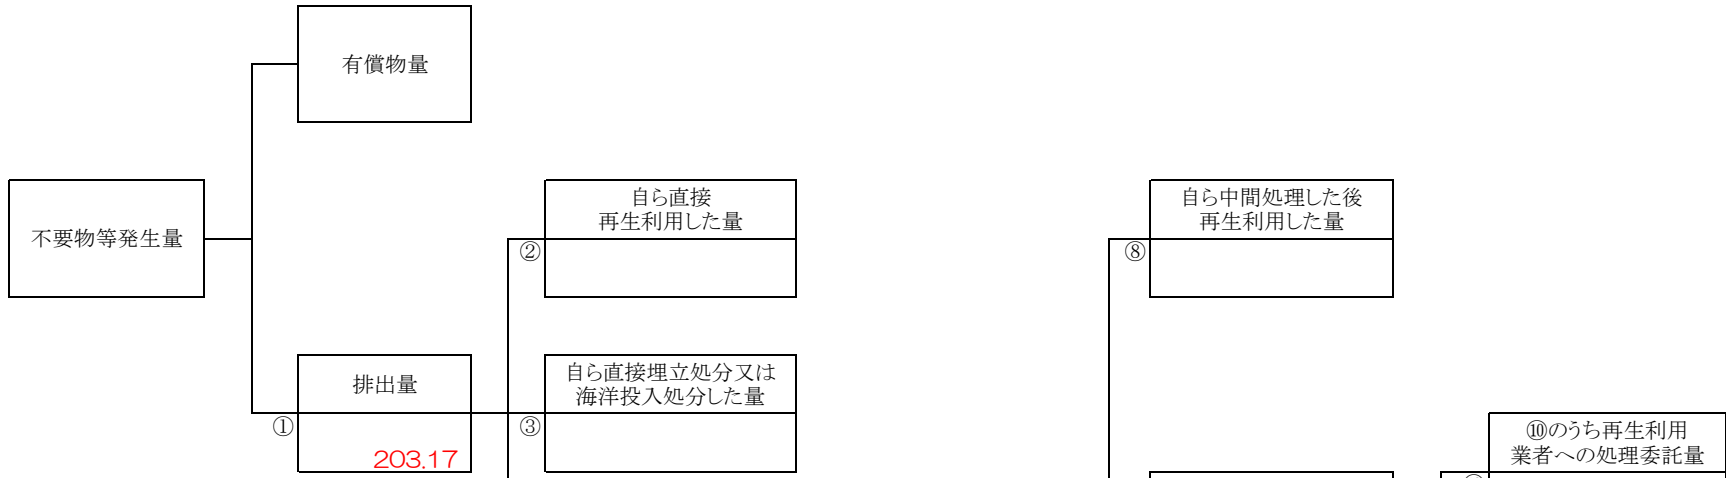 有償物量
不要物等発生量
自ら直接
再生利用した量
②
自ら中間処理した後
再生利用した量
⑧
排出量
①
203.17
自ら直接埋立処分又は
海洋投入処分した量
③
⑩のうち再生利用
業者への処理委託量